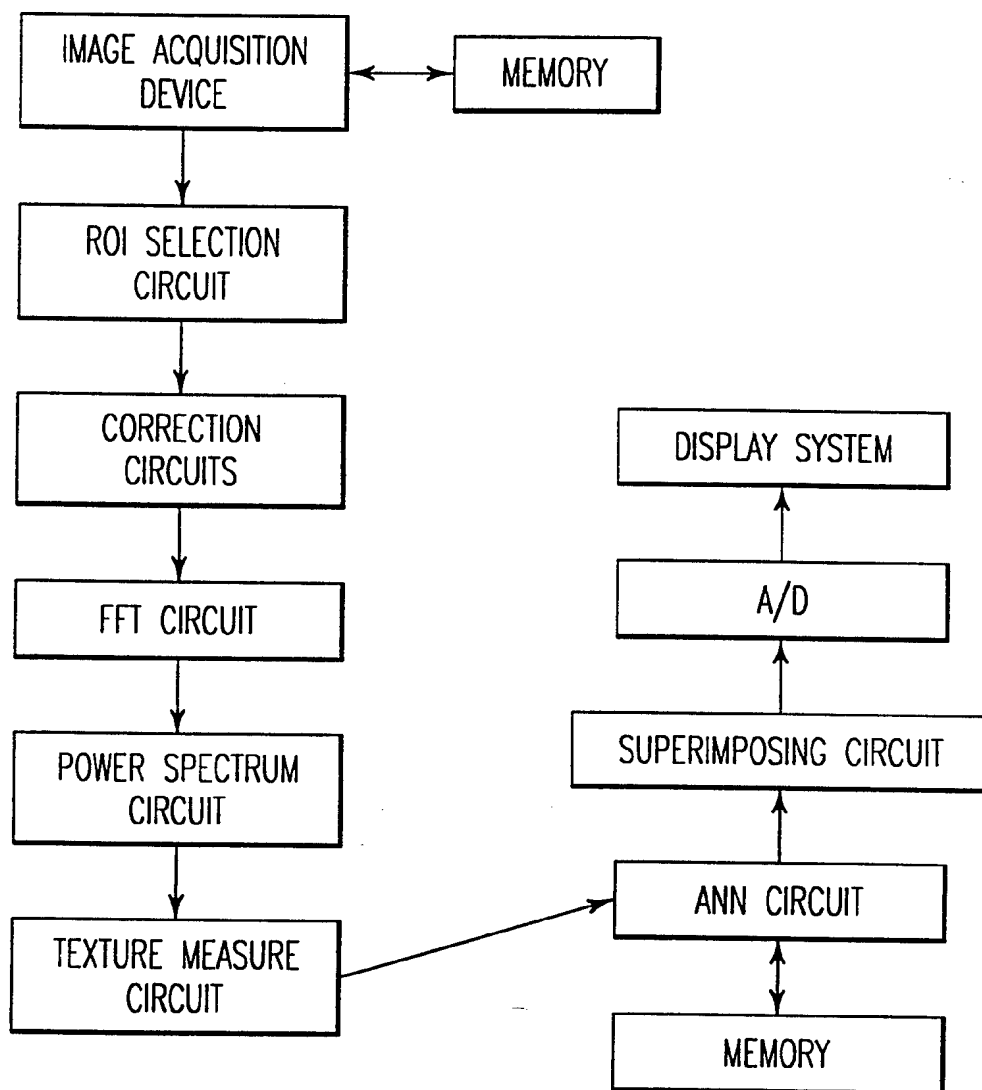 IMAGE ACQUISITION
DEVICE
MEMORY
ROI SELECTION
CIRCUIT
CORRECTION
CIRCUITS
FFT CIRCUIT
POWER SPECTRUM
CIRCUIT
TEXTURE MEASURE
CIRCUIT
DISPLAY SYSTEM
A/D
SUPERIMPOSING CIRCUIT
ANN CIRCUIT
MEMORY